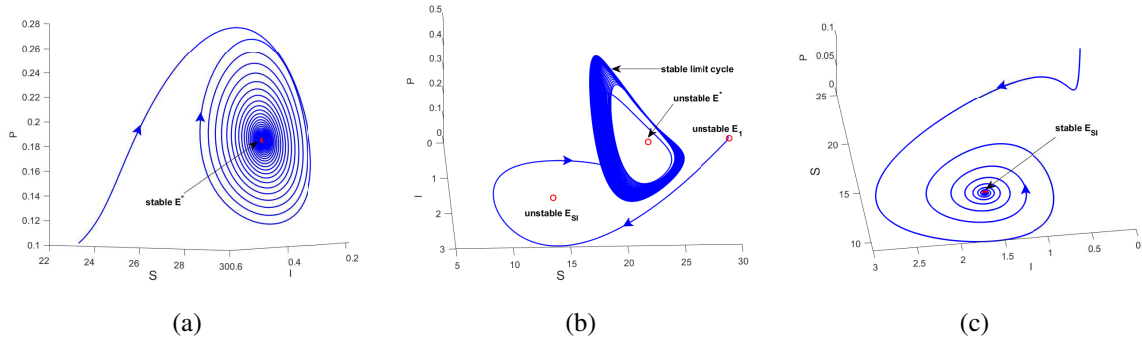 0.28
0.26
0.24
0.22
0.2
0.18
0.16
0.14
0.12
0.1
P
stable E*
22
24
26
28
300.6
0.4
0.2
S
I
(a)
0.5
0.4
0.3
0.2
0.1
0
0
1
2
3
P
I
stable limit cycle
unstable E*
unstable E1
unstable ESI
5
10
15
20
25
30
S
(b)
0.1
0.05
0
25
20
15
10
P
S
stable ESI
3
2.5
2
1.5
1
0.5
0
I
(c)